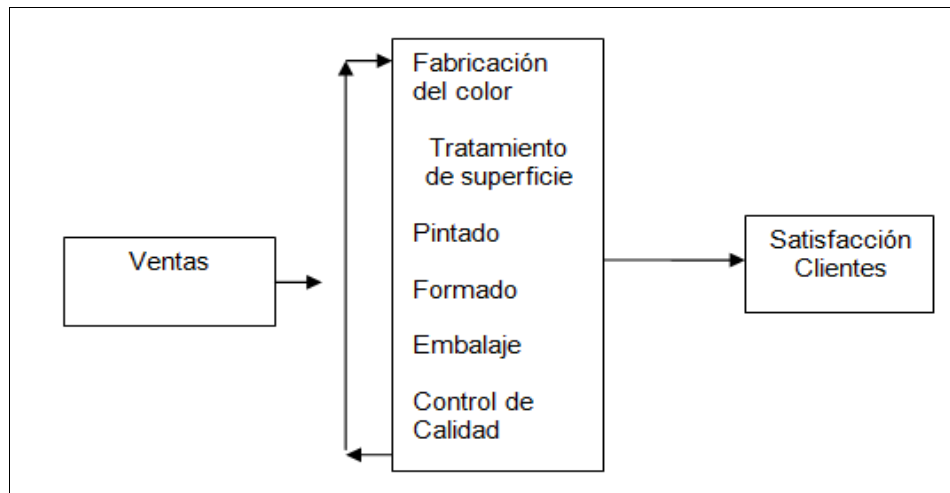 Fabricación
del color
Tratamiento
de superficie
Pintado
Formado
Embalaje
Control de
Calidad
Ventas
Satisfacción
Clientes